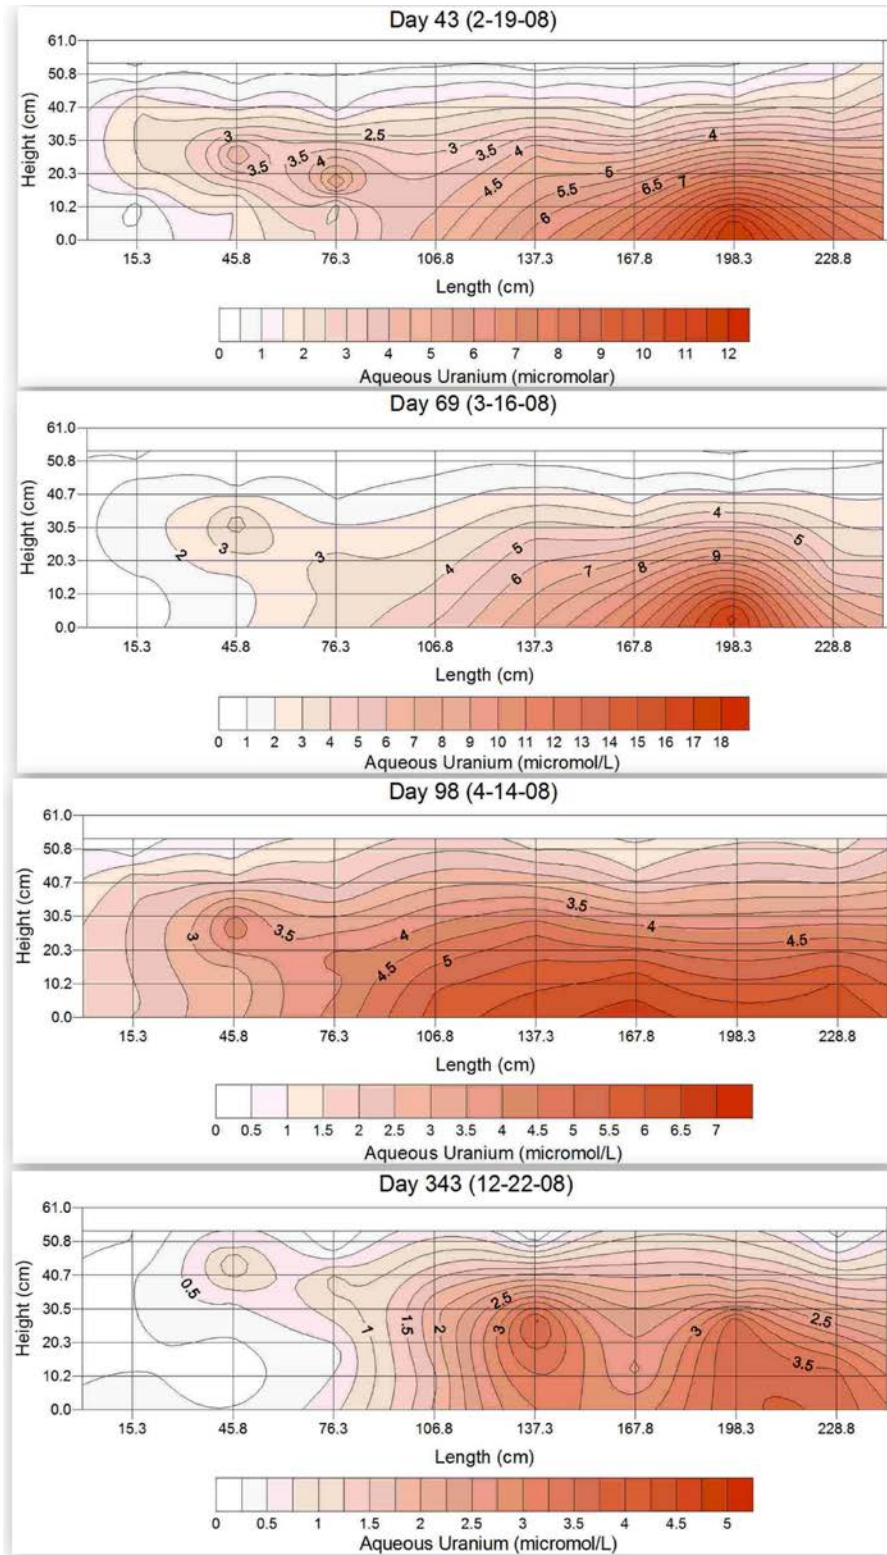 Day 43 (2-19-08)
61.0
50.8
40.7
30.5
20.3
10.2
0.0
Height (cm)
3
2.5
3.5
3.5
4
3
3.5
4
4.5
5
5.5
6
6.5
7
4
15.3 45.8 76.3 106.8 137.3 167.8 198.3 228.8
Length (cm)
0 1 2 3 4 5 6 7 8 9 10 11 12
Aqueous Uranium (micromolar)
Day 69 (3-16-08)
61.0
50.8
40.7
30.5
20.3
10.2
0.0
Height (cm)
2
3
3
4
5
6
7
8
9
4
5
15.3 45.8 76.3 106.8 137.3 167.8 198.3 228.8
Length (cm)
0 1 2 3 4 5 6 7 8 9 10 11 12 13 14 15 16 17 18
Aqueous Uranium (micromol/L)
Day 98 (4-14-08)
61.0
50.8
40.7
30.5
20.3
10.2
0.0
Height (cm)
3
3.5
4
4.5
5
3.5
4
4.5
15.3 45.8 76.3 106.8 137.3 167.8 198.3 228.8
Length (cm)
0 0.5 1 1.5 2 2.5 3 3.5 4 4.5 5 5.5 6 6.5 7
Aqueous Uranium (micromol/L)
Day 343 (12-22-08)
61.0
50.8
40.7
30.5
20.3
10.2
0.0
Height (cm)
0.5
1
1.5
2
2.5
3
3
2.5
3.5
15.3 45.8 76.3 106.8 137.3 167.8 198.3 228.8
Length (cm)
0 0.5 1 1.5 2 2.5 3 3.5 4 4.5 5
Aqueous Uranium (micromol/L)